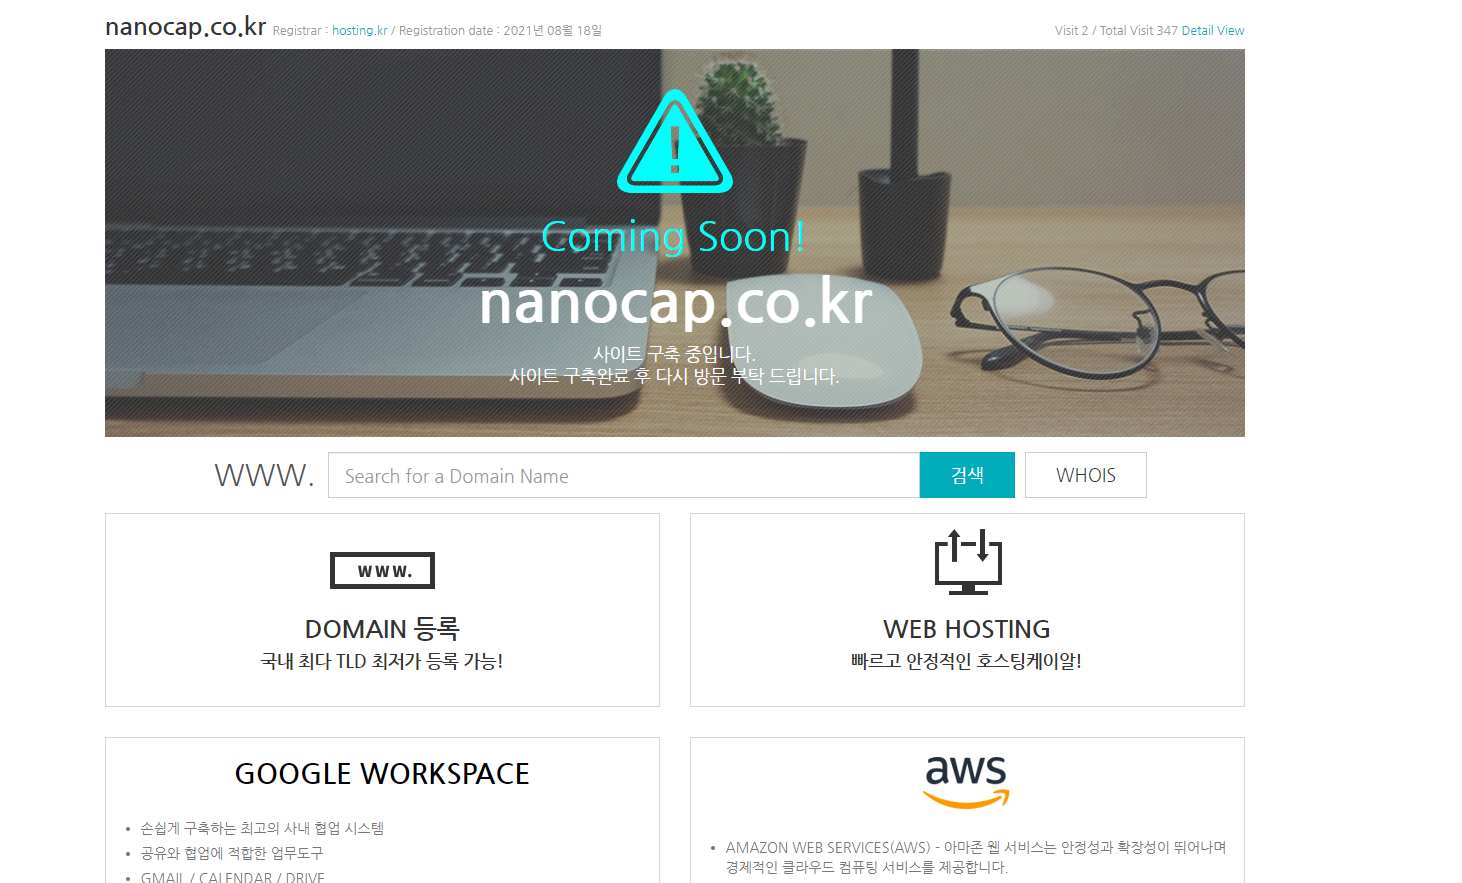 nanocap.co.kr Registrar : hosting.kr / Registration date : 2021년 08월 18일
Visit 2 / Total Visit 347 Detail View
Coming Soon!
nanocap.co.kr
사이트 구축 중입니다.
사이트 구축완료 후 다시 방문 부탁 드립니다.
WWW. Search for a Domain Name 검색 WHOIS
WWW.
DOMAIN 등록
국내 최다 TLD 최저가 등록 가능!
WEB HOSTING
빠르고 안정적인 호스팅케이알!
GOOGLE WORKSPACE
• 손쉽게 구축하는 최고의 사내 협업 시스템
• 공유와 협업에 적합한 업무도구
• GMAIL / CALENDAR / DRIVE
aws
• AMAZON WEB SERVICES(AWS) - 아마존 웹 서비스는 안정성과 확장성이 뛰어나며
경제적인 클라우드 컴퓨팅 서비스를 제공합니다.